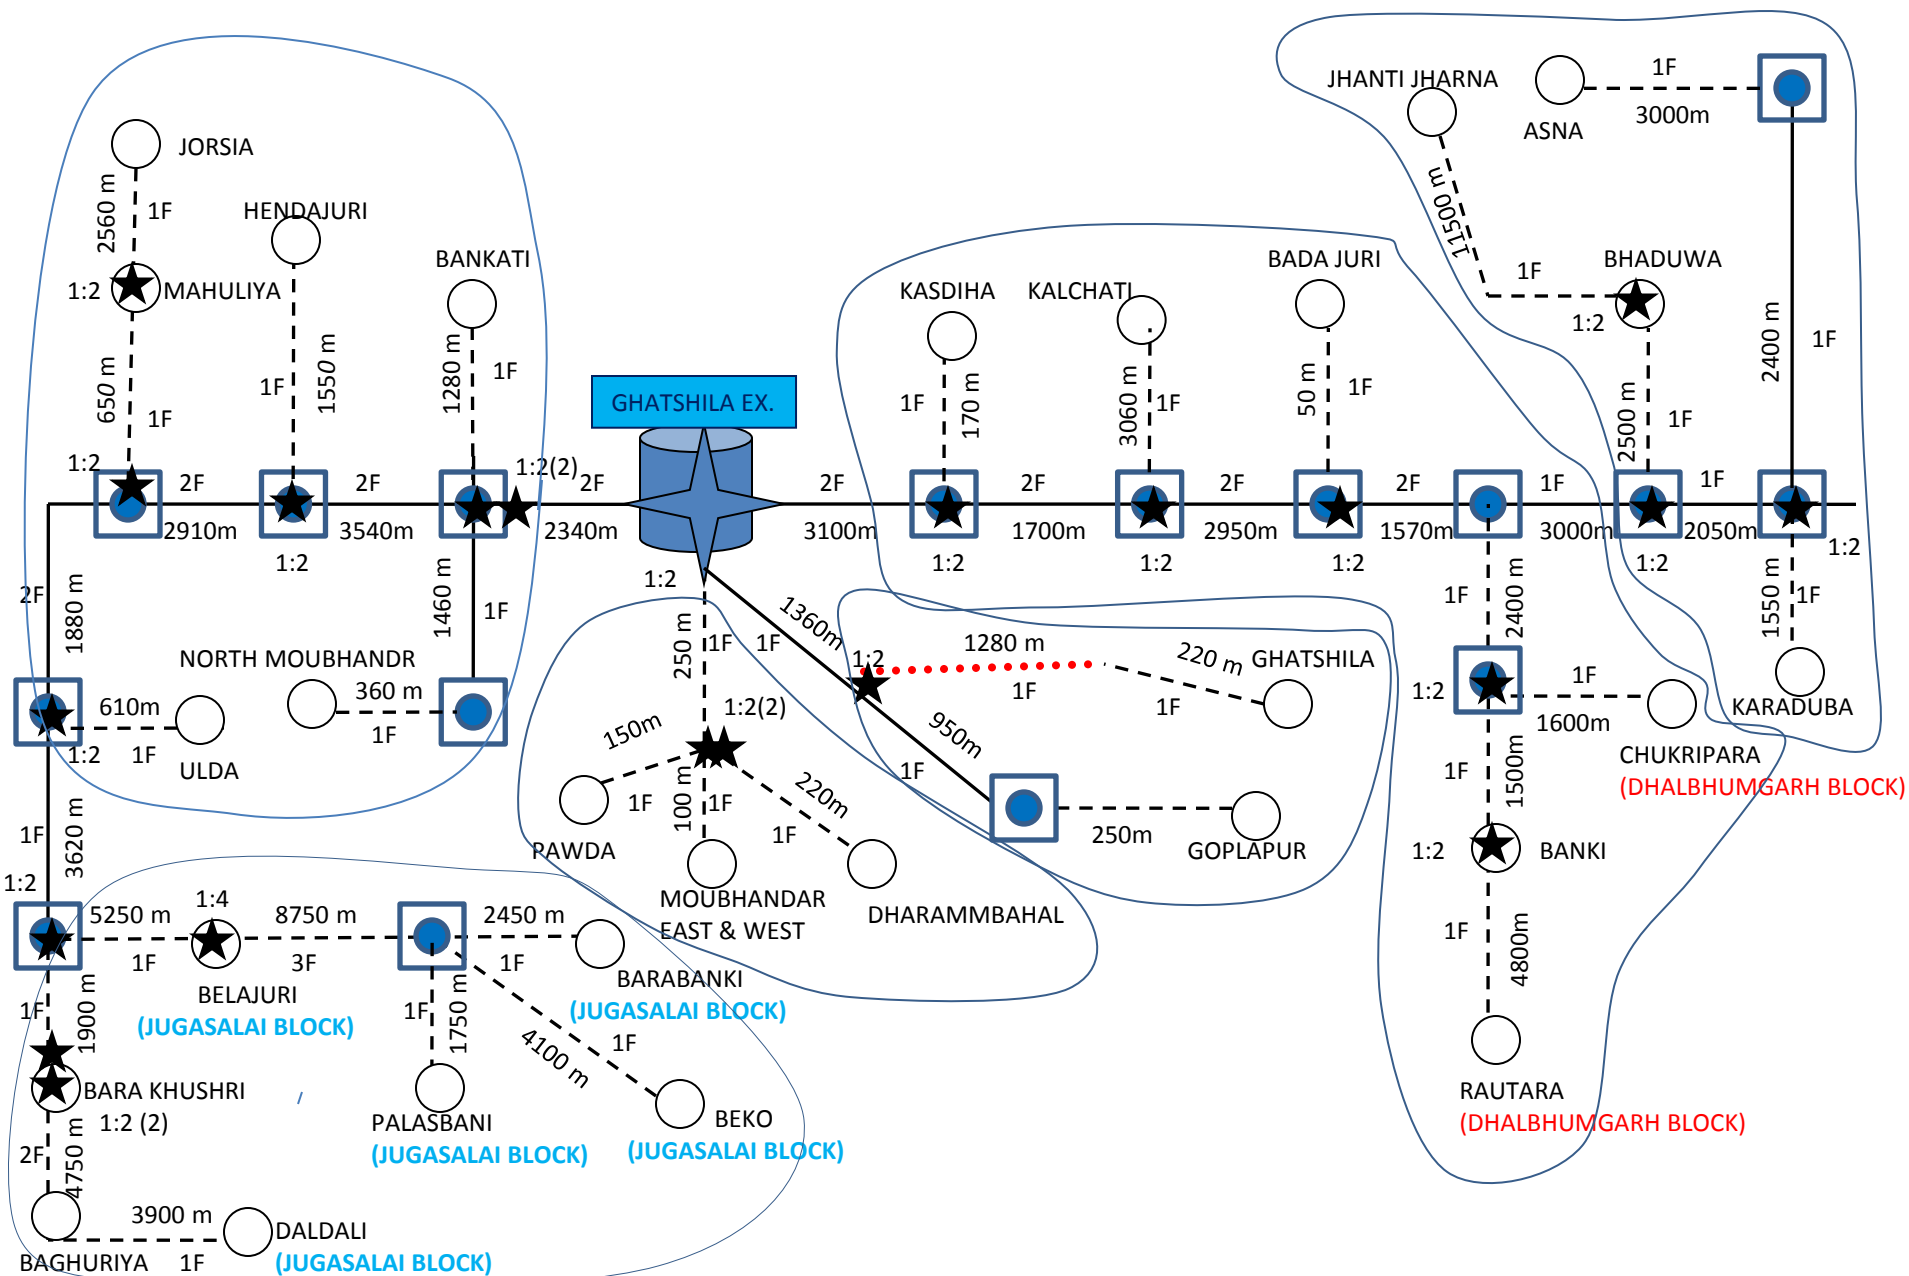 JHANTI JHARNA
1F
ASNA
3000m
JORSIA
2560 m
1F
HENDAJURI
11500 m
BANKATI
KASDIHA
KALCHATI
BADA JURI
1F
BHADUWA
1:2
MAHULIYA
1:2
2400 m
1F
650 m
1F
1F
1550 m
1280 m
1F
GHATSHILA EX.
1F
170 m
3060 m
1F
50 m
1F
2500 m
1F
1:2
2F
2F
1:2(2)
2F
2F
2F
2F
2F
1F
1F
2910m
3540m
2340m
3100m
1700m
2950m
1570m
3000m
2050m
1:2
1:2
1:2
1:2
1:2
1:2
1:2
2F
1880 m
1460 m
1F
250 m
1F
1F
1360m
1F
2400 m
1550 m
1F
NORTH MOUBHANDR
360 m
1F
1:2
1280 m
1F
220 m
1F
GHATSHILA
1:2
1F
1600m
KARADUBA
610m
1:2
1F
ULDA
1:2(2)
150m
1F
950m
1F
CHUKRIPARA
(DHALBHUMGARH BLOCK)
1F
1500m
1F
3620 m
100 m
1F
220m
1F
250m
PAWDA
GOPLAPUR
1:2
BANKI
1:2
1:4
MOUBHANDAR
EAST & WEST
DHARAMMBAHAL
5250 m
8750 m
2450 m
1F
3F
1F
1F
4800m
BELAJURI
(JUGASALAI BLOCK)
BARABANKI
(JUGASALAI BLOCK)
1F
1900 m
1F
1750 m
4100 m
1F
BARA KHUSHRI
1:2 (2)
PALASBANI
(JUGASALAI BLOCK)
BEKO
(JUGASALAI BLOCK)
RAUTARA
(DHALBHUMGARH BLOCK)
2F
4750 m
3900 m
1F
DALDALI
(JUGASALAI BLOCK)
BAGHURIYA